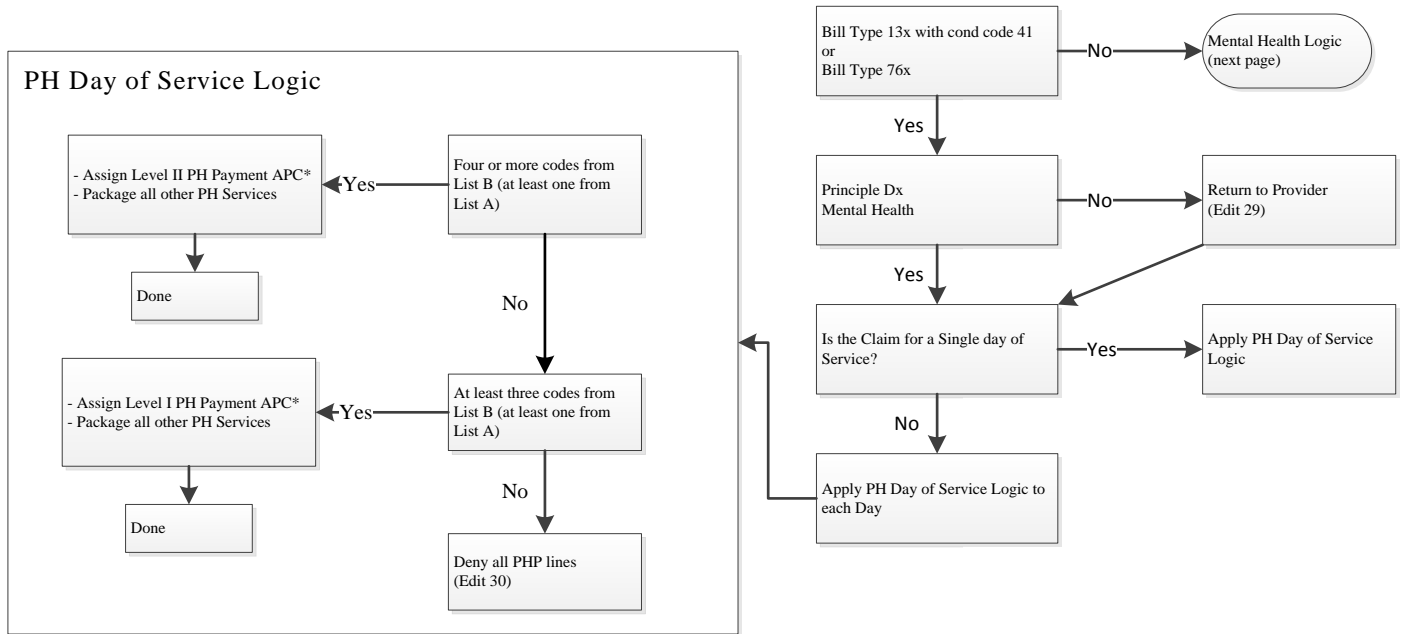 PH Day of Service Logic
- Assign Level II PH Payment APC*
- Package all other PH Services
Yes
Four or more codes from
List B (at least one from
List A)
Done
No
- Assign Level I PH Payment APC*
- Package all other PH Services
Yes
At least three codes from
List B (at least one from
List A)
Done
No
Deny all PHP lines
(Edit 30)
Bill Type 13x with cond code 41
or
Bill Type 76x
No
Mental Health Logic
(next page)
Yes
Principle Dx
Mental Health
No
Return to Provider
(Edit 29)
Yes
Is the Claim for a Single day of
Service?
Yes
Apply PH Day of Service
Logic
No
Apply PH Day of Service Logic to
each Day